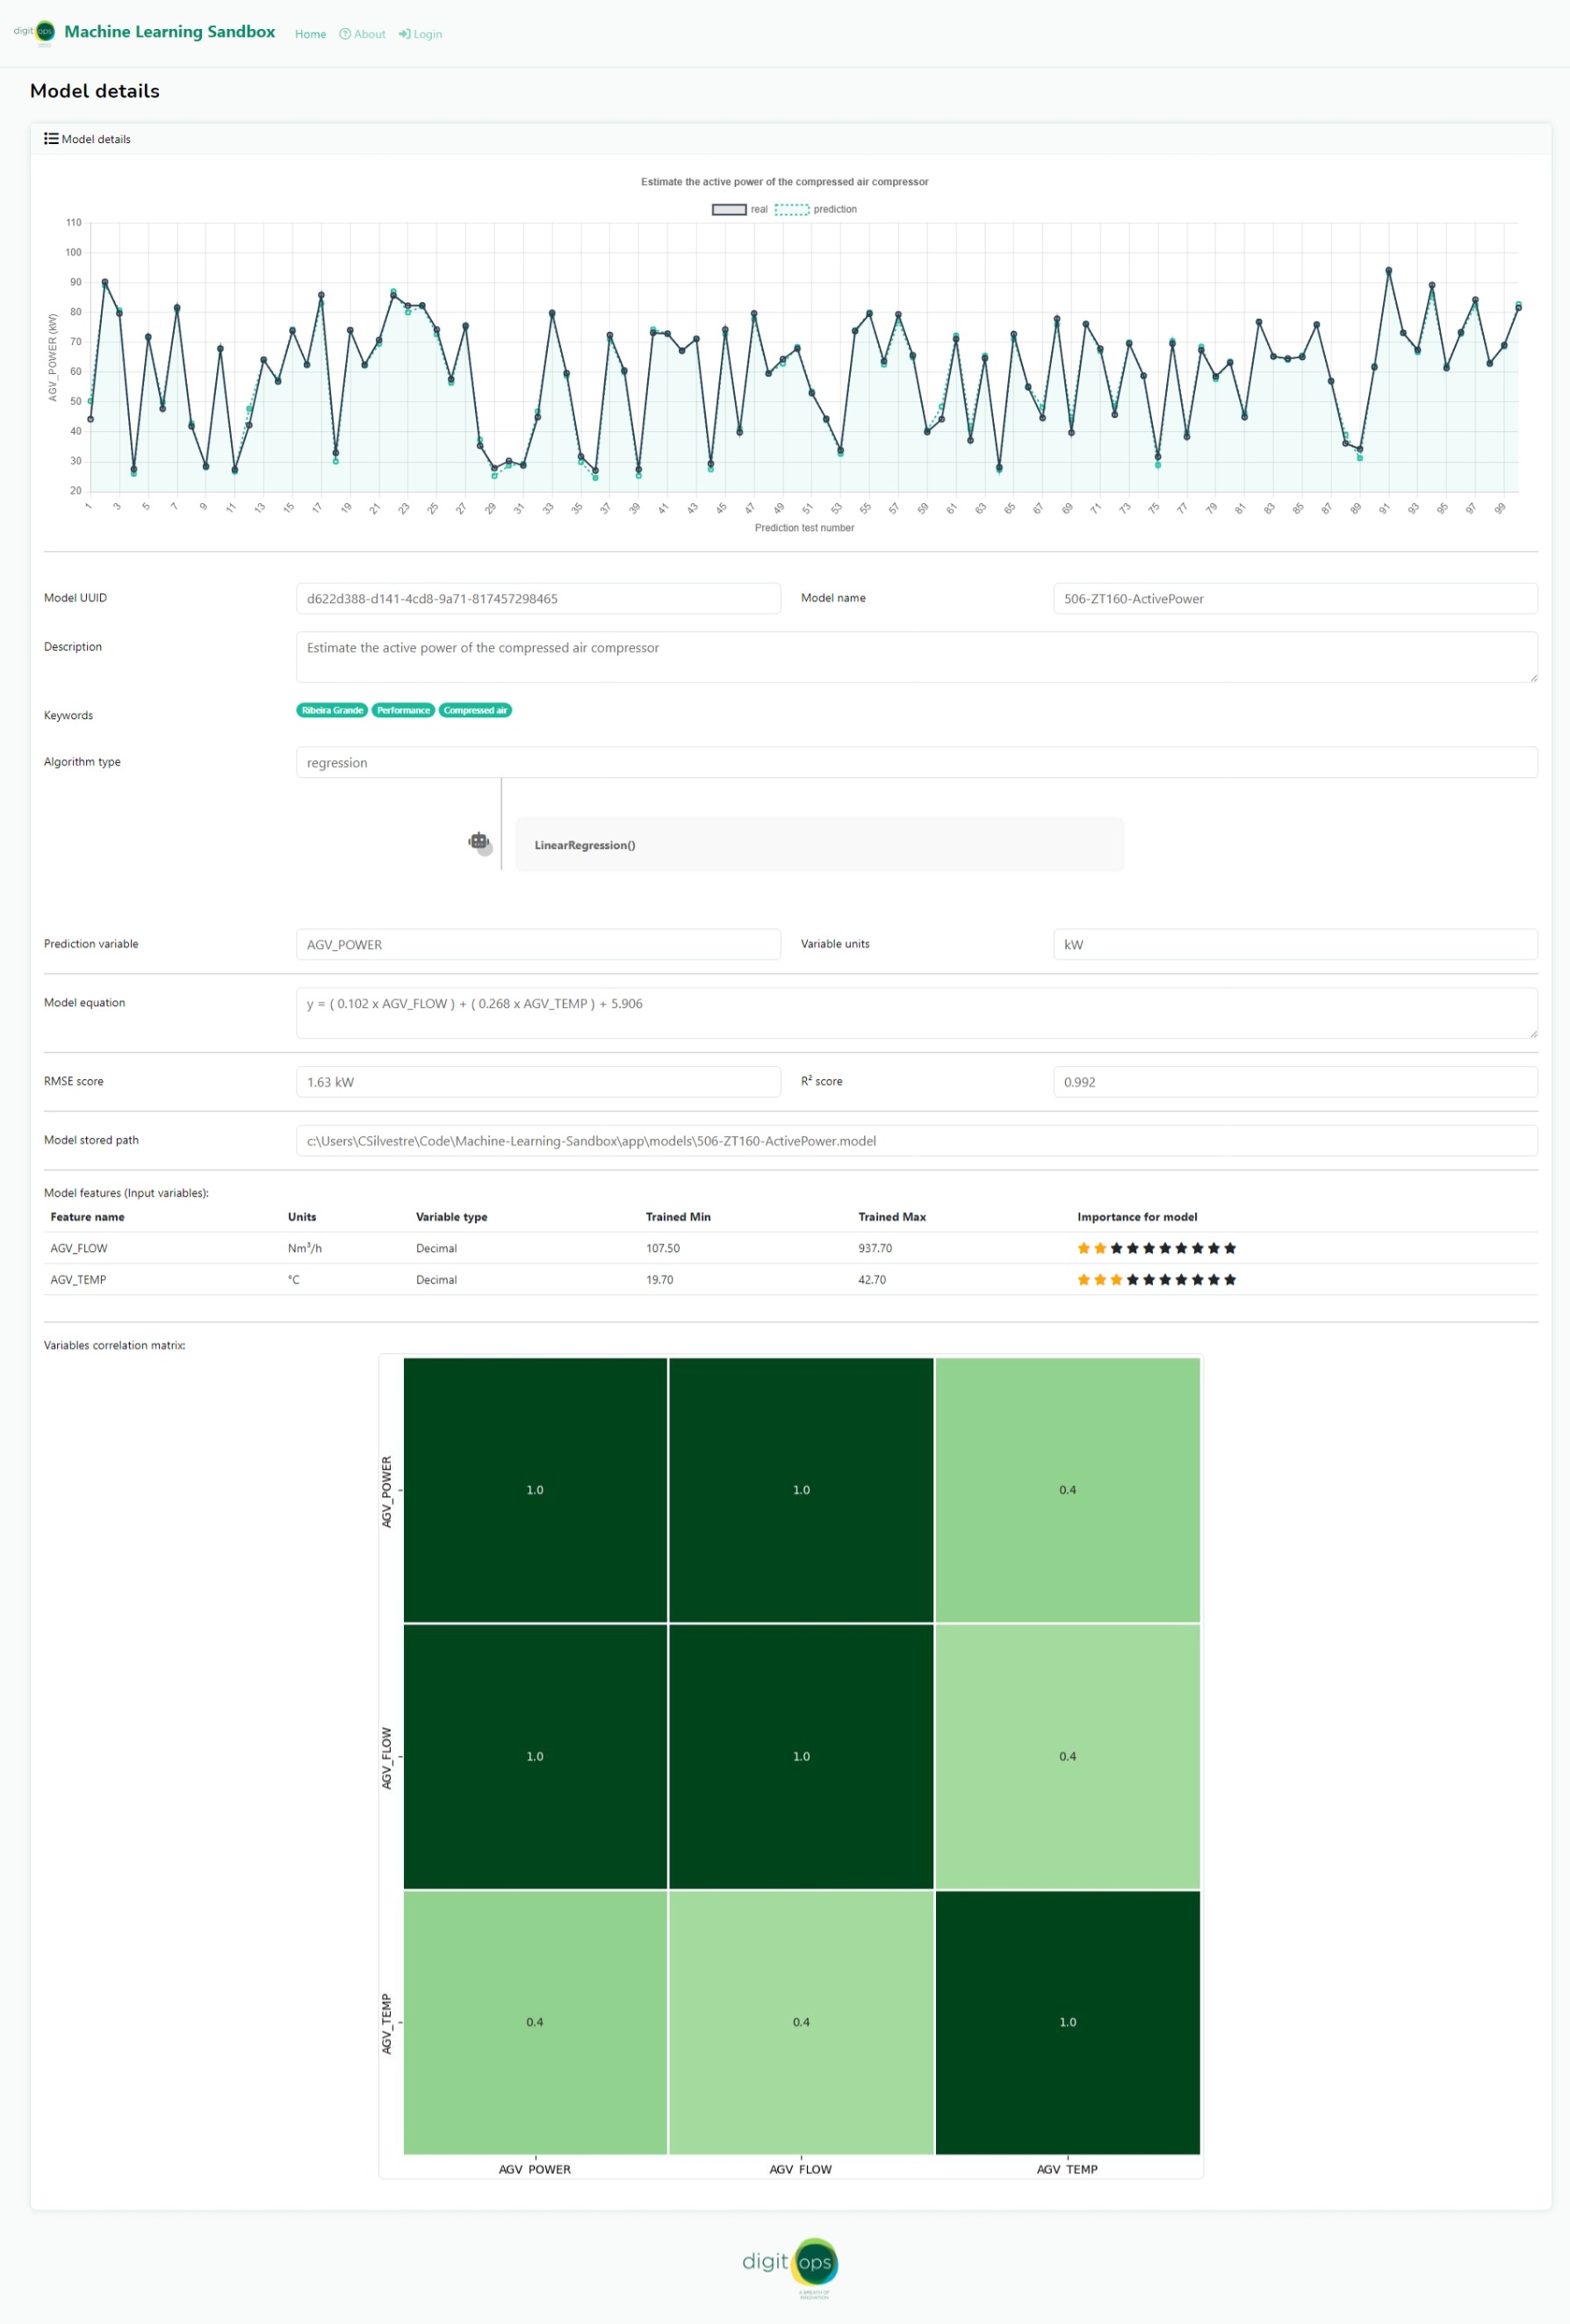 digit ops Machine Learning Sandbox Home About Login
Model details
Model details
Estimate the active power of the compressed air compressor
real prediction
110
100
90
80
70
60
50
40
30
20
AGV_POWER (kW)
1 3 5 7 9 11 13 15 17 19 21 23 25 27 29 31 33 35 37 39 41 43 45 47 49 51 53 55 57 59 61 63 65 67 69 71 73 75 77 79 81 83 85 87 89 91 93 95 97 99
Prediction test number
Model UUID d622d388-d141-4cd8-9a71-817457298465 Model name 506-ZT160-ActivePower
Description Estimate the active power of the compressed air compressor
Keywords Ribeira Grande Performance Compressed air
Algorithm type regression
LinearRegression()
Prediction variable AGV_POWER Variable units kW
Model equation y = ( 0.102 x AGV_FLOW ) + ( 0.268 x AGV_TEMP ) + 5.906
RMSE score 1.63 kW R² score 0.992
Model stored path c:\Users\CSilvestre\Code\Machine-Learning-Sandbox\app\models\506-ZT160-ActivePower.model
Model features (Input variables):
Feature name Units Variable type Trained Min Trained Max Importance for model
AGV_FLOW Nm³/h Decimal 107.50 937.70
AGV_TEMP °C Decimal 19.70 42.70
Variables correlation matrix:
AGV_POWER 1.0 1.0 0.4
AGV_FLOW 1.0 1.0 0.4
AGV_TEMP 0.4 0.4 1.0
AGV_POWER AGV_FLOW AGV_TEMP
digit ops
A BREATH OF
INNOVATION